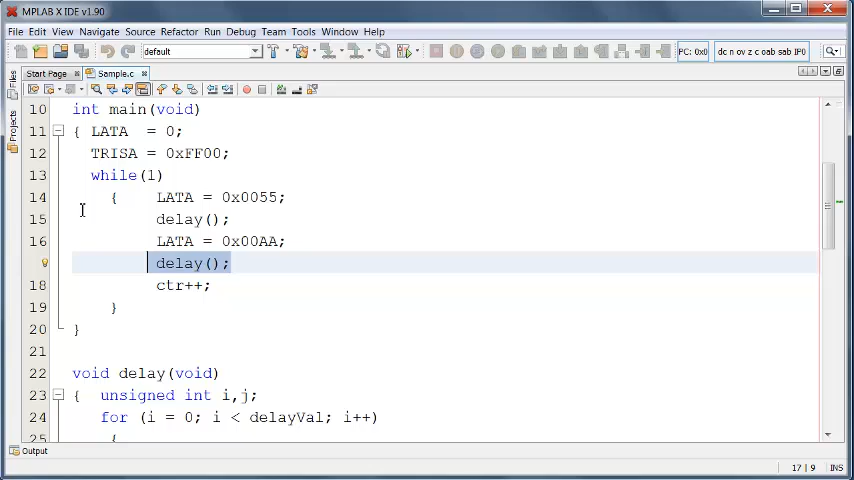 MPLAB X IDE v1.90
File Edit View Navigate Source Refactor Run Debug Team Tools Window Help
default PC: 0x0 dc n ov z c oab sab IP0
Start Page Sample.c
Files
Projects
10 int main(void)
11 { LATA = 0;
12 TRISA = 0xFF00;
13 while(1)
14 { LATA = 0x0055;
15 delay();
16 LATA = 0x00AA;
delay();
18 ctr++;
19 }
20 }
21
22 void delay(void)
23 { unsigned int i,j;
24 for (i = 0; i < delayVal; i++)
25 {
Output
17 | 9 INS